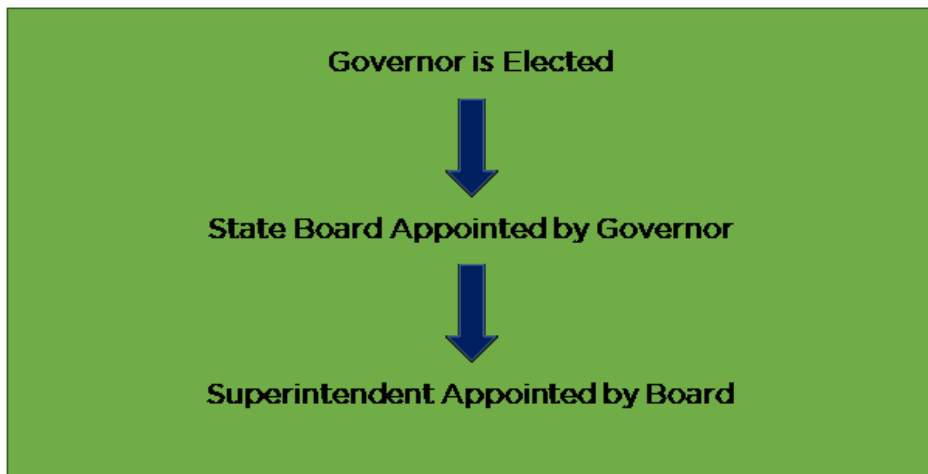 Governor is Elected
State Board Appointed by Governor
Superintendent Appointed by Board